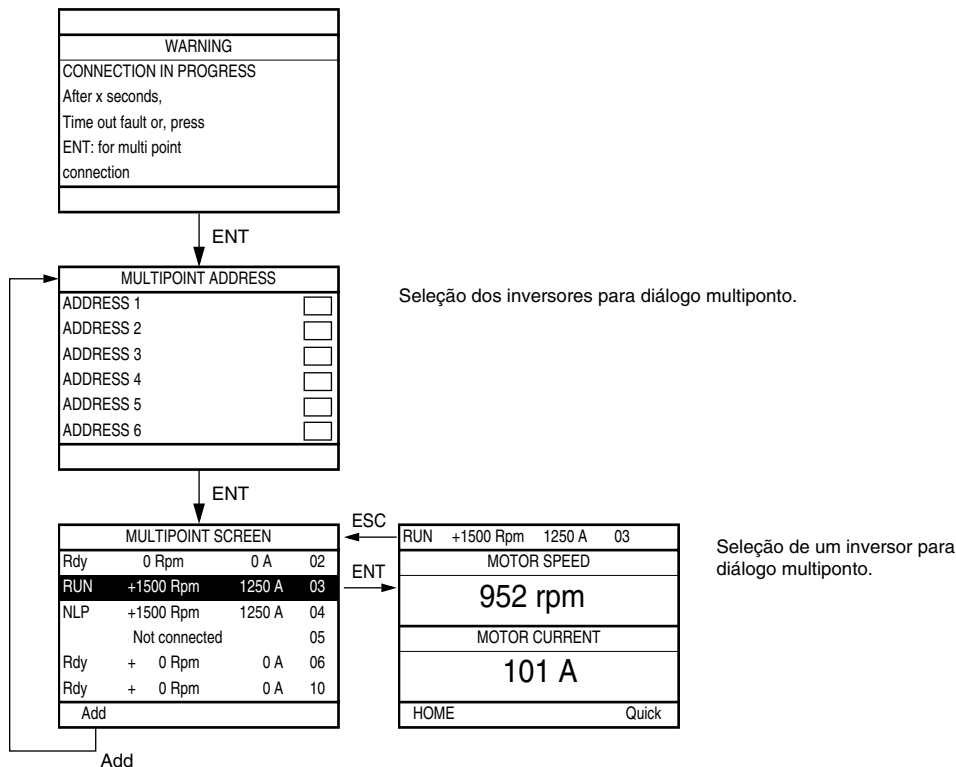 WARNING
CONNECTION IN PROGRESS
After x seconds,
Time out fault or, press
ENT: for multi point
connection
ENT
MULTIPOINT ADDRESS
ADDRESS 1
ADDRESS 2
ADDRESS 3
ADDRESS 4
ADDRESS 5
ADDRESS 6
Seleção dos inversores para diálogo multiponto.
ENT
MULTIPOINT SCREEN
Rdy 0 Rpm 0 A 02
RUN +1500 Rpm 1250 A 03
NLP +1500 Rpm 1250 A 04
Not connected 05
Rdy + 0 Rpm 0 A 06
Rdy + 0 Rpm 0 A 10
Add
Add
ESC
ENT
RUN +1500 Rpm 1250 A 03
MOTOR SPEED
952 rpm
MOTOR CURRENT
101 A
HOME Quick
Seleção de um inversor para
diálogo multiponto.